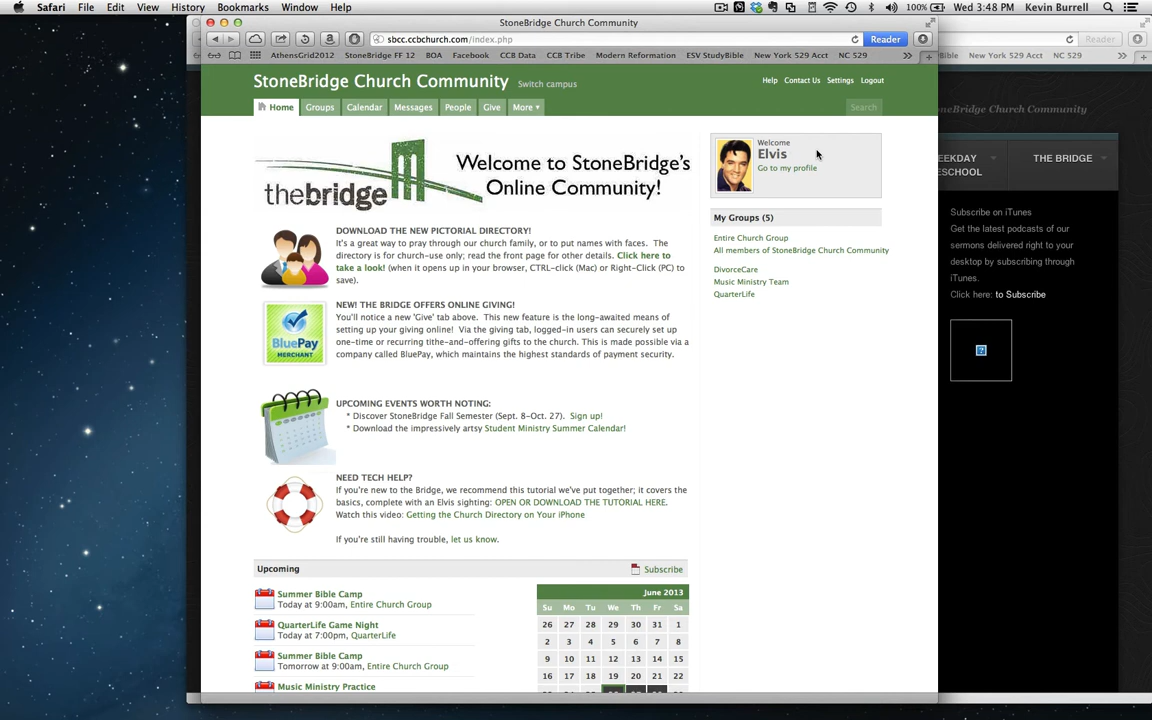 Safari File Edit View History Bookmarks Window Help
100% Wed 3:48 PM Kevin Burrell
StoneBridge Church Community
sbcc.ccbchurch.com/index.php
Reader
Reader
AthensGrid2012 StoneBridge FF 12 BOA Facebook CCB Data CCB Tribe Modern Reformation ESV StudyBible New York 529 Acct NC 529
Bible New York 529 Acct NC 529
StoneBridge Church Community Switch campus
Help Contact Us Settings Logout
Home Groups Calendar Messages People Give More
Search
neBridge Church Community
EEKDAY
ESCHOOL
THE BRIDGE
thebridge
Welcome to StoneBridge's
Online Community!
Welcome
Elvis
Go to my profile
My Groups (5)
Entire Church Group
All members of StoneBridge Church Community
DivorceCare
Music Ministry Team
QuarterLife
Subscribe on iTunes
Get the latest podcasts of our
sermons delivered right to your
desktop by subscribing through
iTunes.
Click here: to Subscribe
DOWNLOAD THE NEW PICTORIAL DIRECTORY!
It's a great way to pray through our church family, or to put names with faces. The
directory is for church-use only; read the front page for other details. Click here to
take a look! (when it opens up in your browser, CTRL-click (Mac) or Right-Click (PC) to
save).
BluePay
MERCHANT
NEW! THE BRIDGE OFFERS ONLINE GIVING!
You'll notice a new 'Give' tab above. This new feature is the long-awaited means of
setting up your giving online! Via the giving tab, logged-in users can securely set up
one-time or recurring tithe-and-offering gifts to the church. This is made possible via a
company called BluePay, which maintains the highest standards of payment security.
UPCOMING EVENTS WORTH NOTING:
* Discover StoneBridge Fall Semester (Sept. 8-Oct. 27). Sign up!
* Download the impressively artsy Student Ministry Summer Calendar!
NEED TECH HELP?
If you're new to the Bridge, we recommend this tutorial we've put together; it covers the
basics, complete with an Elvis sighting: OPEN OR DOWNLOAD THE TUTORIAL HERE.
Watch this video: Getting the Church Directory on Your iPhone
If you're still having trouble, let us know.
Upcoming
Subscribe
Summer Bible Camp
Today at 9:00am, Entire Church Group
QuarterLife Game Night
Today at 7:00pm, QuarterLife
Summer Bible Camp
Tomorrow at 9:00am, Entire Church Group
Music Ministry Practice
June 2013
Su Mo Tu We Th Fr Sa
26 27 28 29 30 31 1
2 3 4 5 6 7 8
9 10 11 12 13 14 15
16 17 18 19 20 21 22